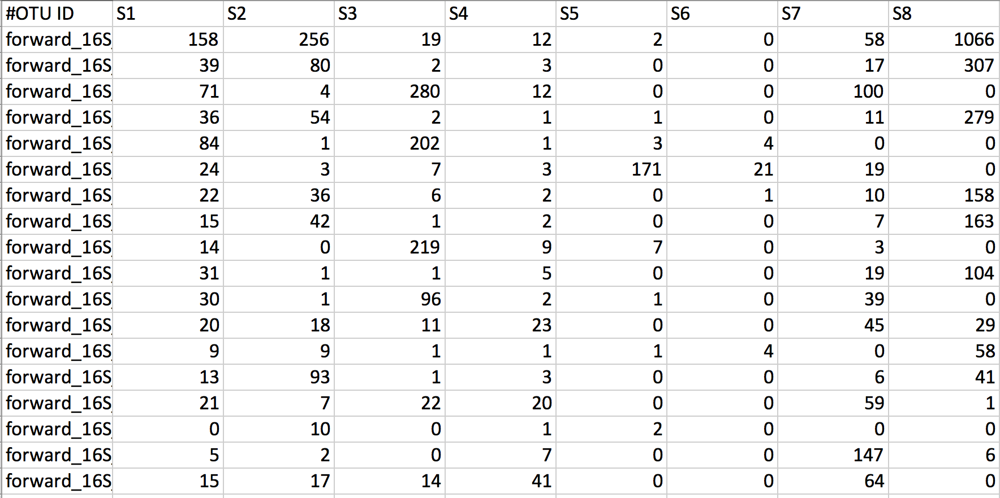 #OTU ID S1 S2 S3 S4 S5 S6 S7 S8
forward_16S 158 256 19 12 2 0 58 1066
forward_16S 39 80 2 3 0 0 17 307
forward_16S 71 4 280 12 0 0 100 0
forward_16S 36 54 2 1 1 0 11 279
forward_16S 84 1 202 1 3 4 0 0
forward_16S 24 3 7 3 171 21 19 0
forward_16S 22 36 6 2 0 1 10 158
forward_16S 15 42 1 2 0 0 7 163
forward_16S 14 0 219 9 7 0 3 0
forward_16S 31 1 1 5 0 0 19 104
forward_16S 30 1 96 2 1 0 39 0
forward_16S 20 18 11 23 0 0 45 29
forward_16S 9 9 1 1 1 4 0 58
forward_16S 13 93 1 3 0 0 6 41
forward_16S 21 7 22 20 0 0 59 1
forward_16S 0 10 0 1 2 0 0 0
forward_16S 5 2 0 7 0 0 147 6
forward_16S 15 17 14 41 0 0 64 0